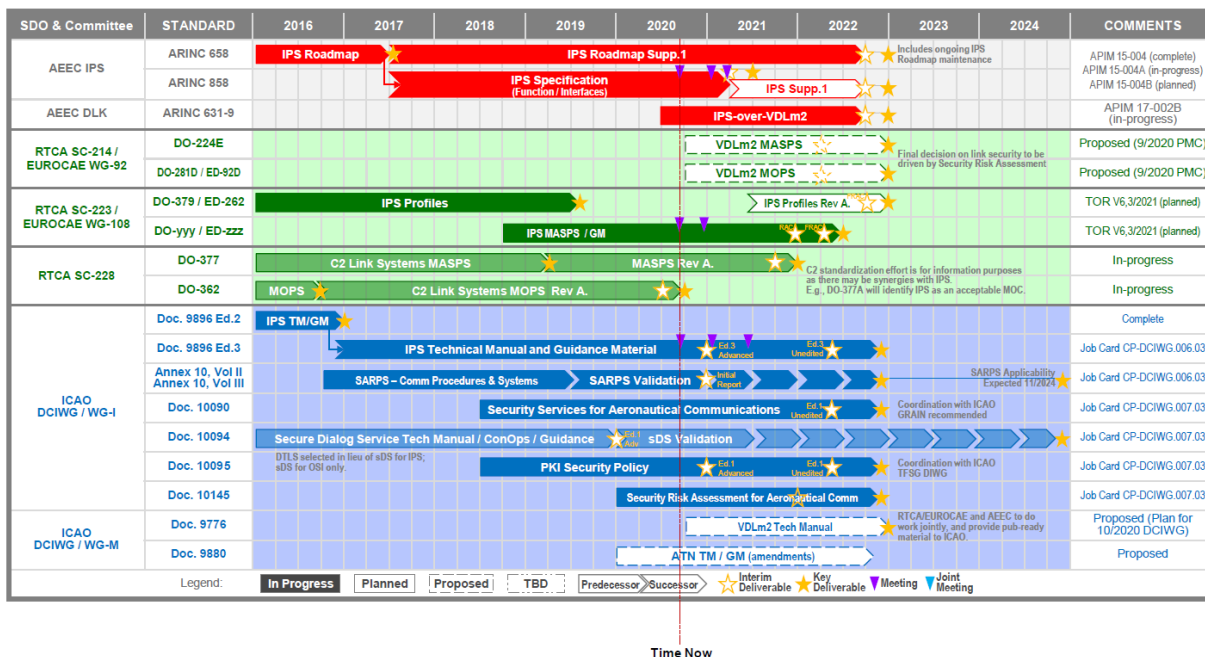 SDO & Committee STANDARD 2016 2017 2018 2019 2020 2021 2022 2023 2024 COMMENTS
AEEC IPS
ARINC 658 IPS Roadmap IPS Roadmap Supp.1
Includes ongoing IPS
Roadmap maintenance
APIM 15-004 (complete)
APIM 15-004A (in-progress)
APIM 15-004B (planned)
ARINC 858 IPS Specification
(Function / Interfaces)
IPS Supp.1
AEEC DLK ARINC 631-9 IPS-over-VDLm2
APIM 17-002B
(in-progress)
RTCA SC-214 /
EUROCAE WG-92
DO-224E VDLm2 MASPS Proposed (9/2020 PMC)
Final decision on link security to be
driven by Security Risk Assessment
DO-281D / ED-92D VDLm2 MOPS Proposed (9/2020 PMC)
RTCA SC-223 /
EUROCAE WG-108
DO-379 / ED-262 IPS Profiles IPS Profiles Rev A. TOR V6,3/2021 (planned)
DO-yyy / ED-zzz IPS MASPS / GM RAC FRAC TOR V6,3/2021 (planned)
RTCA SC-228
DO-377 C2 Link Systems MASPS MASPS Rev A. In-progress
C2 standardization effort is for information purposes
as there may be synergies with IPS.
E.g., DO-377A will identify IPS as an acceptable MOC.
DO-362 MOPS C2 Link Systems MOPS Rev A. In-progress
ICAO
DCIWG / WG-I
Doc. 9896 Ed.2 IPS TM/GM Complete
Doc. 9896 Ed.3 IPS Technical Manual and Guidance Material
Ed.3
Advanced
Ed.3
Unedited
Job Card CP-DCIWG.006.03
Annex 10, Vol II
Annex 10, Vol III
SARPS – Comm Procedures & Systems SARPS Validation
Initial
Report
SARPS Applicability
Expected 11/2024
Job Card CP-DCIWG.006.03
Doc. 10090 Security Services for Aeronautical Communications
Ed.1
Unedited
Coordination with ICAO
GRAIN recommended
Job Card CP-DCIWG.007.03
Doc. 10094 Secure Dialog Service Tech Manual / ConOps / Guidance
Ed.1
Adv
sDS Validation Job Card CP-DCIWG.007.03
DTLS selected in lieu of sDS for IPS;
sDS for OSI only.
Doc. 10095 PKI Security Policy
Ed.1
Advanced
Ed.1
Unedited
Coordination with ICAO
TFSG DIWG
Job Card CP-DCIWG.007.03
Doc. 10145 Security Risk Assessment for Aeronautical Comm Job Card CP-DCIWG.007.03
ICAO
DCIWG / WG-M
Doc. 9776 VDLm2 Tech Manual
RTCA/EUROCAE and AEEC to do
work jointly, and provide pub-ready
material to ICAO.
Proposed (Plan for
10/2020 DCIWG)
Doc. 9880 ATN TM / GM (amendments) Proposed
Legend: In Progress Planned Proposed TBD Predecessor Successor
Interim
Deliverable
Key
Deliverable
Meeting
Joint
Meeting
Time Now